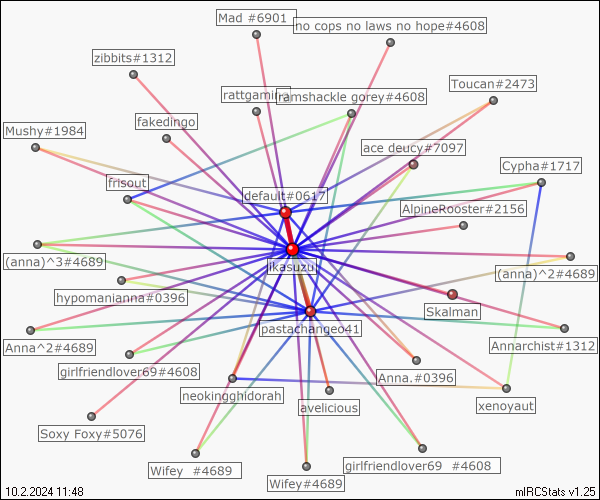 Mad #6901
no cops no laws no hope#4608
zibbits#1312
Toucan#2473
rattgamin
ramshackle gorey#4608
fakedingo
Mushy#1984
ace deucy#7097
Cypha#1717
frisout
default#0617
AlpineRooster#2156
(anna)^3#4689
ikasuzu
(anna)^2#4689
hypomanianna#0396
Skalman
pastachangeo41
Anna^2#4689
Annarchist#1312
girlfriendlover69#4608
Anna.#0396
neokingghidorah
avelicious
xenoyaut
Soxy Foxy#5076
Wifey #4689
girlfriendlover69 #4608
Wifey#4689
10.2.2024 11:48
mIRCStats v1.25